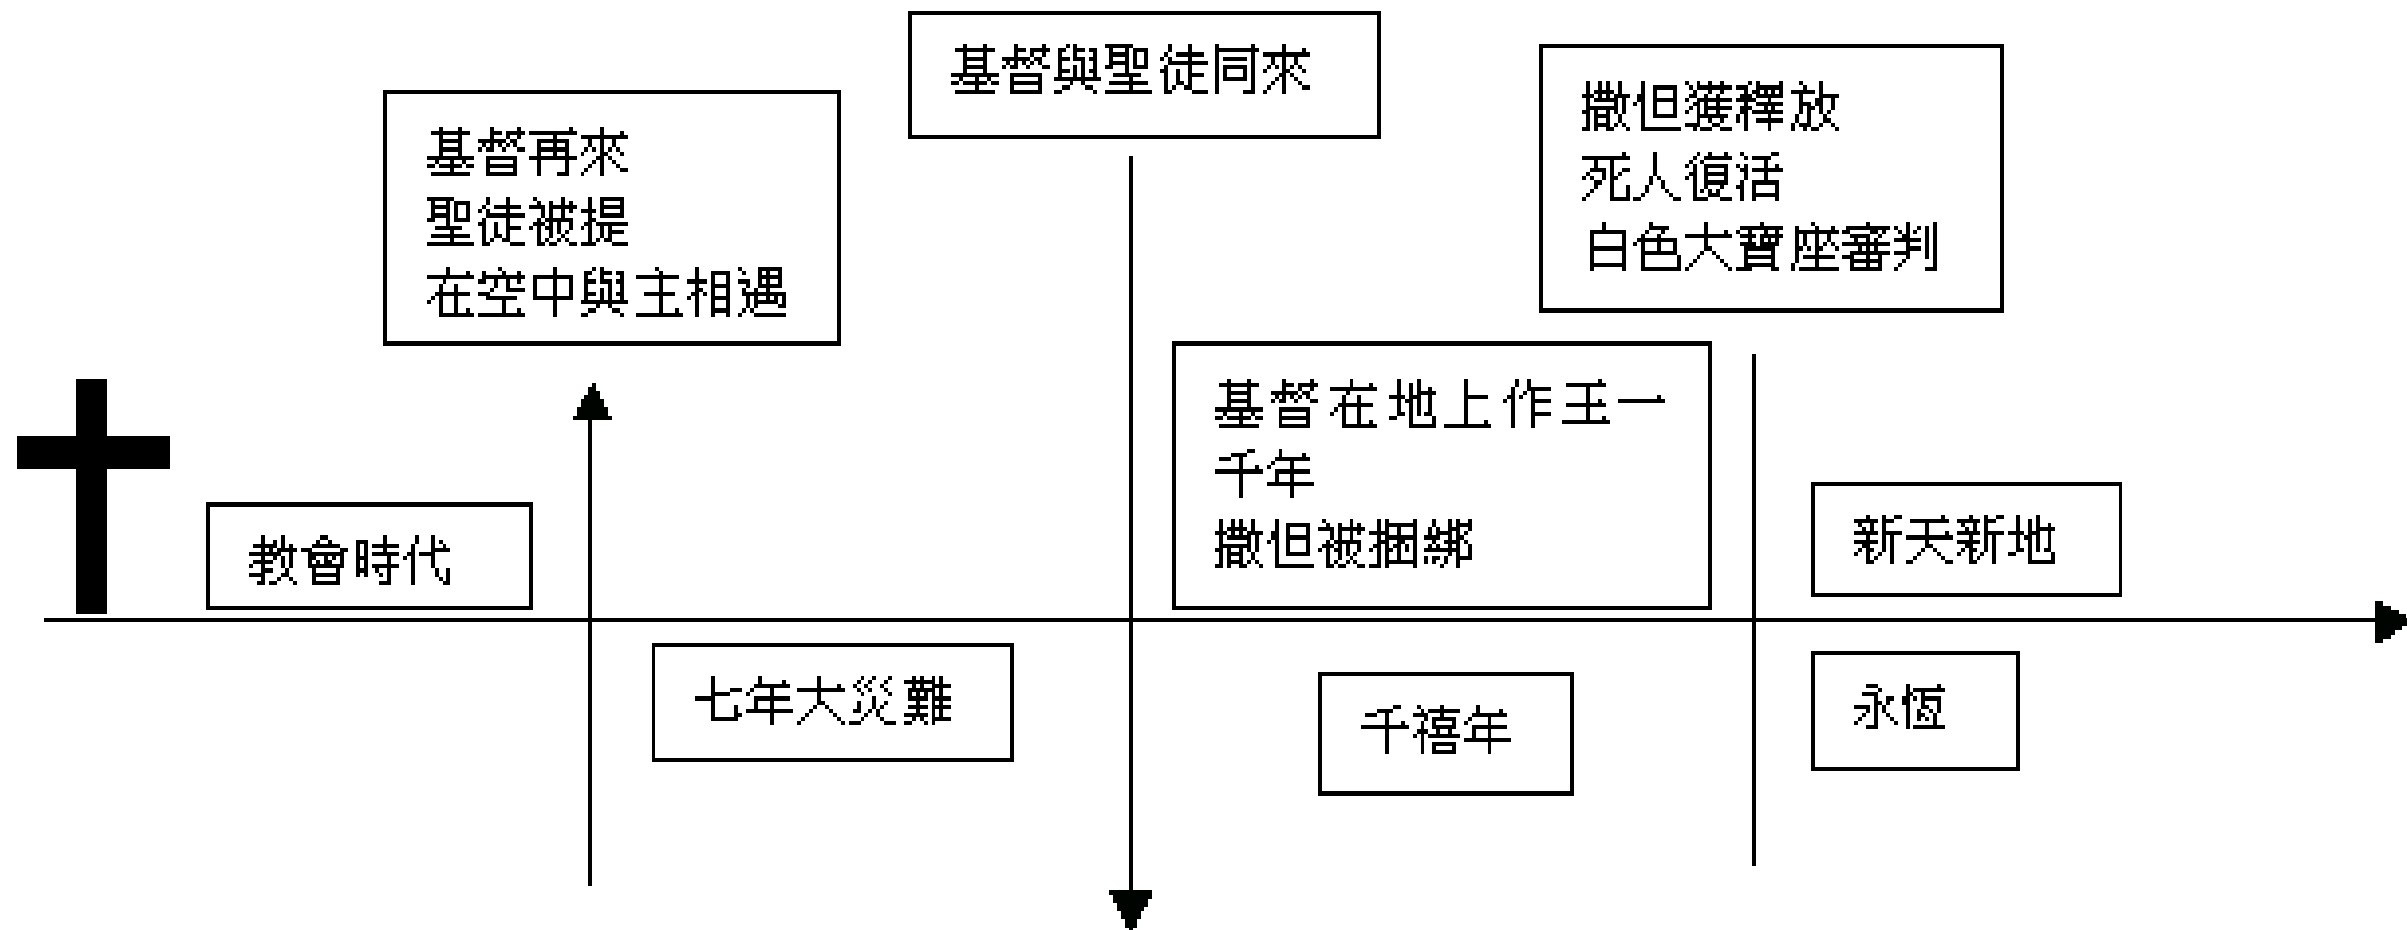 基督與聖徒同來
基督再來
聖徒被提
在空中與主相遇
撒但獲釋放
死人復活
白色大寶座審判
教會時代
基督在地上作王一
千年
撒但被捆綁
新天新地
七年大災難
千禧年
永恆